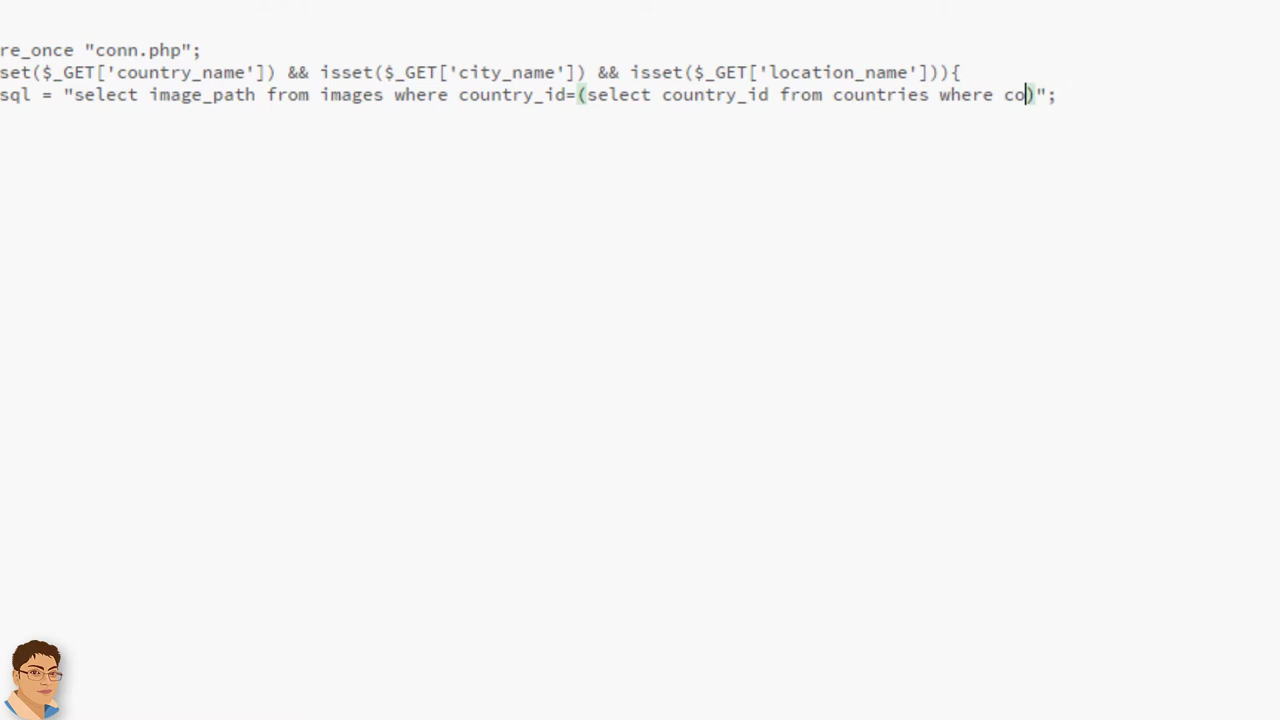 re_once "conn.php";
set($_GET['country_name']) && isset($_GET['city_name']) && isset($_GET['location_name'])){
sql = "select image_path from images where country_id=(select country_id from countries where co)";